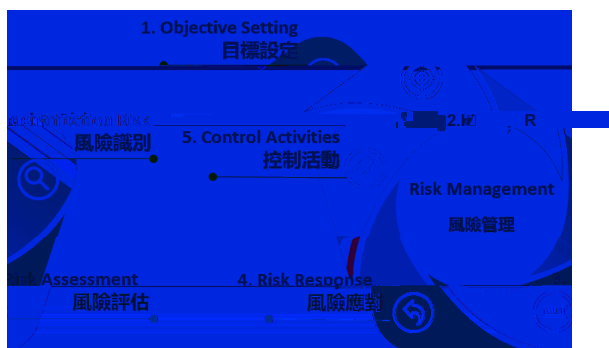 1. Objective Setting
目標設定
風險識別
5. Control Activities
控制活動
2.
R
Risk Management
風險管理
Risk Assessment
風險評估
4. Risk Response
風險應對